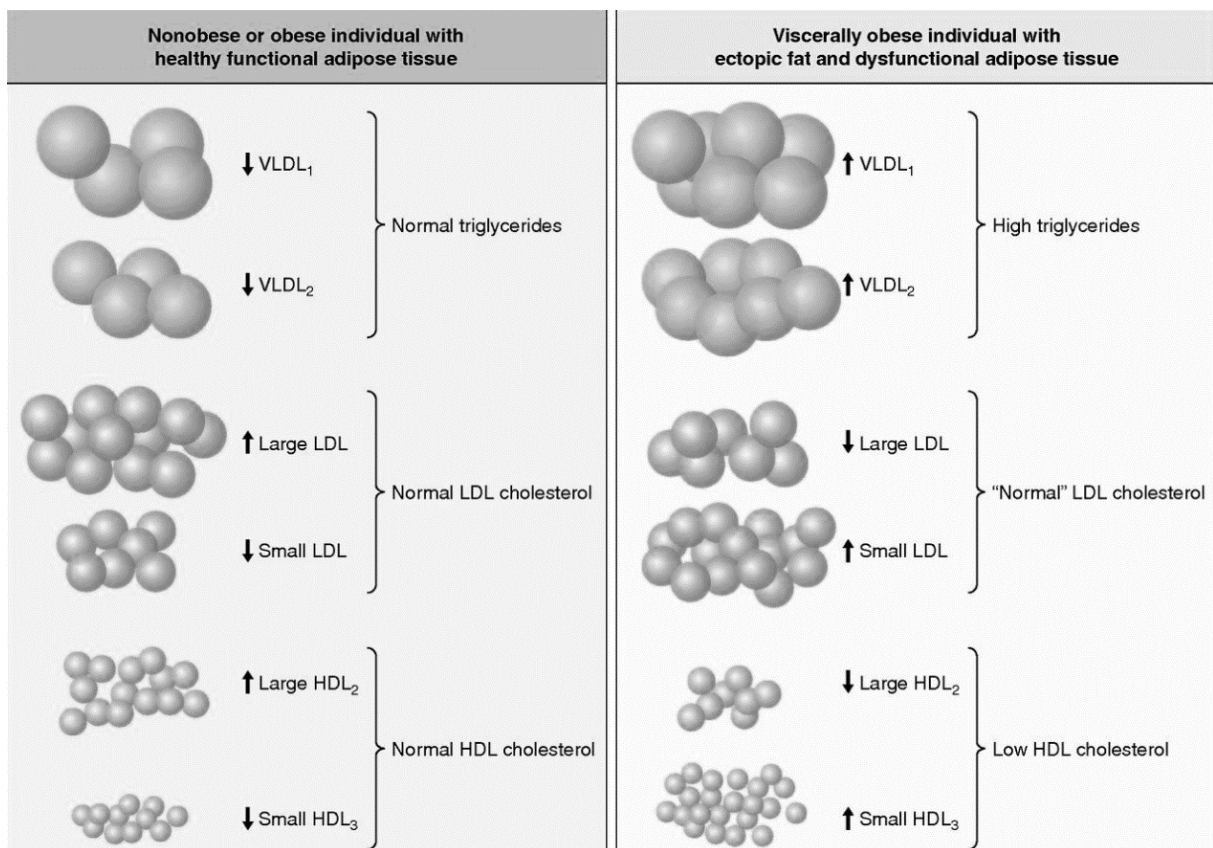 Nonobese or obese individual with
healthy functional adipose tissue
↓ VLDL₁
Normal triglycerides
↓ VLDL₂
↑ Large LDL
Normal LDL cholesterol
↓ Small LDL
↑ Large HDL₂
Normal HDL cholesterol
↓ Small HDL₃
Viscerally obese individual with
ectopic fat and dysfunctional adipose tissue
↑ VLDL₁
High triglycerides
↑ VLDL₂
↓ Large LDL
“Normal” LDL cholesterol
↑ Small LDL
↓ Large HDL₂
Low HDL cholesterol
↑ Small HDL₃